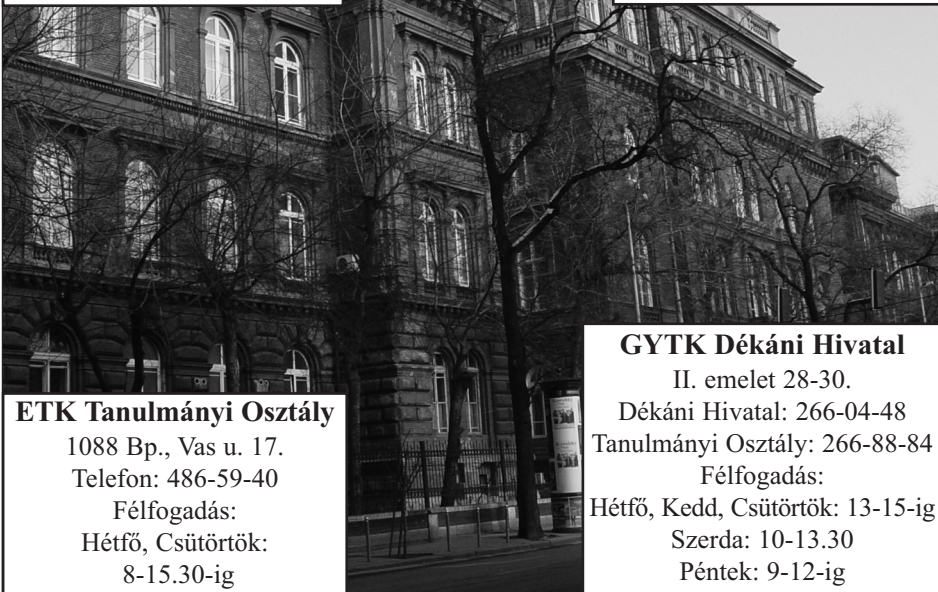 ETK Tanulmányi Osztály
1088 Bp., Vas u. 17.
Telefon: 486-59-40
Félfogadás:
Hétfő, Csütörtök:
8-15.30-ig
GYTK Dékáni Hivatal
II. emelet 28-30.
Dékáni Hivatal: 266-04-48
Tanulmányi Osztály: 266-88-84
Félfogadás:
Hétfő, Kedd, Csütörtök: 13-15-ig
Szerda: 10-13.30
Péntek: 9-12-ig